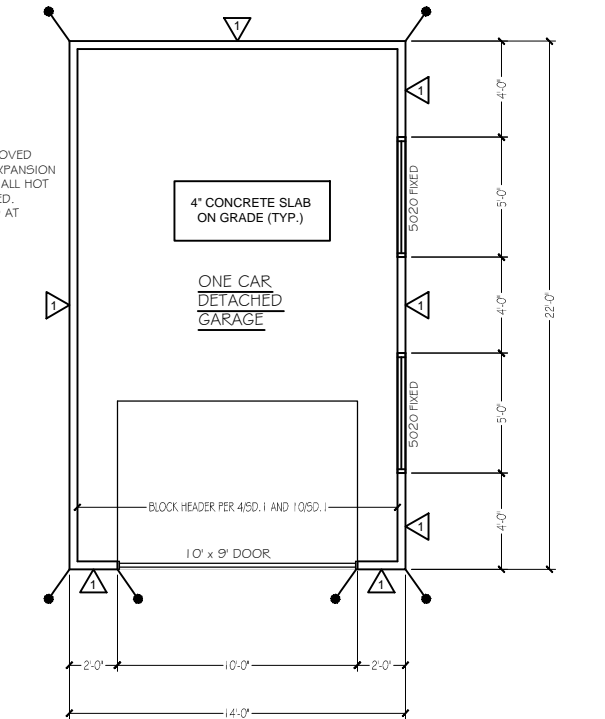 1
1
4'-0"
OVED
XPANSION
ALL HOT
ED.
AT
5020 FIXED
5'-0"
4" CONCRETE SLAB
ON GRADE (TYP.)
ONE CAR
DETACHED
GARAGE
1
1
4'-0"
22'-0"
5020 FIXED
5'-0"
BLOCK HEADER PER 4/SD.1 AND 10/SD.1
1
4'-0"
10' x 9' DOOR
1
1
2'-0"
10'-0"
2'-0"
14'-0"